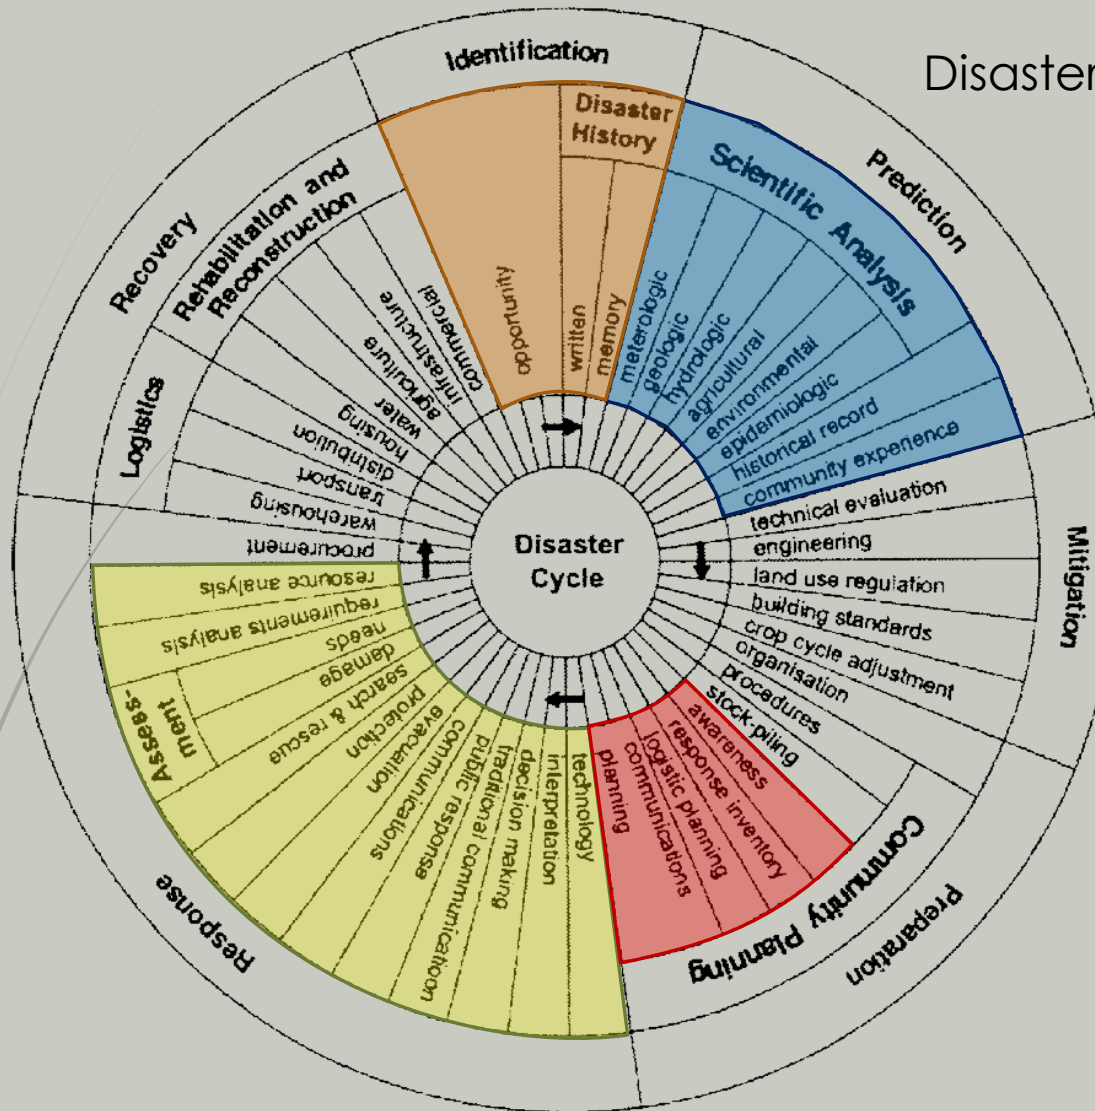 Disaster
Identification
Disaster
History
opportunity
written
memory
Prediction
Scientific Analysis
meterologic
geologic
hydrologic
agricultural
environmental
epidemiologic
historical record
community experience
Mitigation
technical evaluation
engineering
land use regulation
building standards
crop cycle adjustment
Preparation
organisation
procedures
stock-piling
Community Planning
awareness
response inventory
logistic planning
communications
planning
Response
technology
interpretation
decision making
traditional communicatioon
public response
communications
evacuation
protection
search & rescue
Assess-
ment
damage
needs
requirements analysis
resource analysis
procurement
Recovery
Logistics
warehousing
transport
distribution
Rehabilitation and
Reconstruction
housing
water
agriculture
infrastructure
commercial
Disaster
Cycle